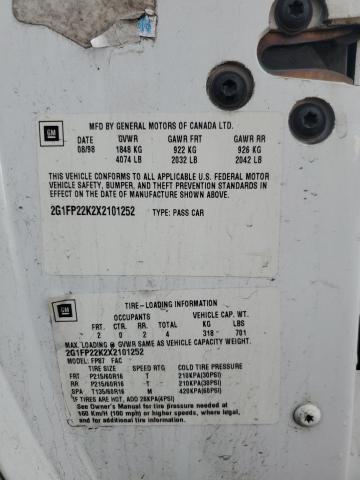 GM
MFD BY GENERAL MOTORS OF CANADA LTD.
DATE GVWR GAWR FRT GAWR RR
08/98 1848 KG 922 KG 926 KG
4074 LB 2032 LB 2042 LB
THIS VEHICLE CONFORMS TO ALL APPLICABLE U.S. FEDERAL MOTOR
VEHICLE SAFETY, BUMPER, AND THEFT PREVENTION STANDARDS IN
EFFECT ON THE DATE OF MANUFACTURE SHOWN ABOVE.
2G1FP22K2X2101252 TYPE: PASS CAR
GM
TIRE-LOADING INFORMATION
OCCUPANTS VEHICLE CAP. WT.
FRT CTR. RR. TOTAL KG LBS
2 0 2 4 318 701
MAX. LOADING @ GVWR SAME AS VEHICLE CAPACITY WEIGHT.
2G1FP22K2X2101252
MODEL: FP87 FAC
TIRE SIZE SPEED RTG COLD TIRE PRESSURE
FRT P215/60R16 T 210KPA(30PSI)
RR P215/60R16 T 210KPA(30PSI)
SPA T135/60R16 M 420KPA(60PSI)
IF TIRES ARE HOT, ADD 28KPA(4PSI)
See Owner's Manual for tire pressure needed at
160 Km/H (100 mph) or higher speeds, where legal,
and for additional tire information.